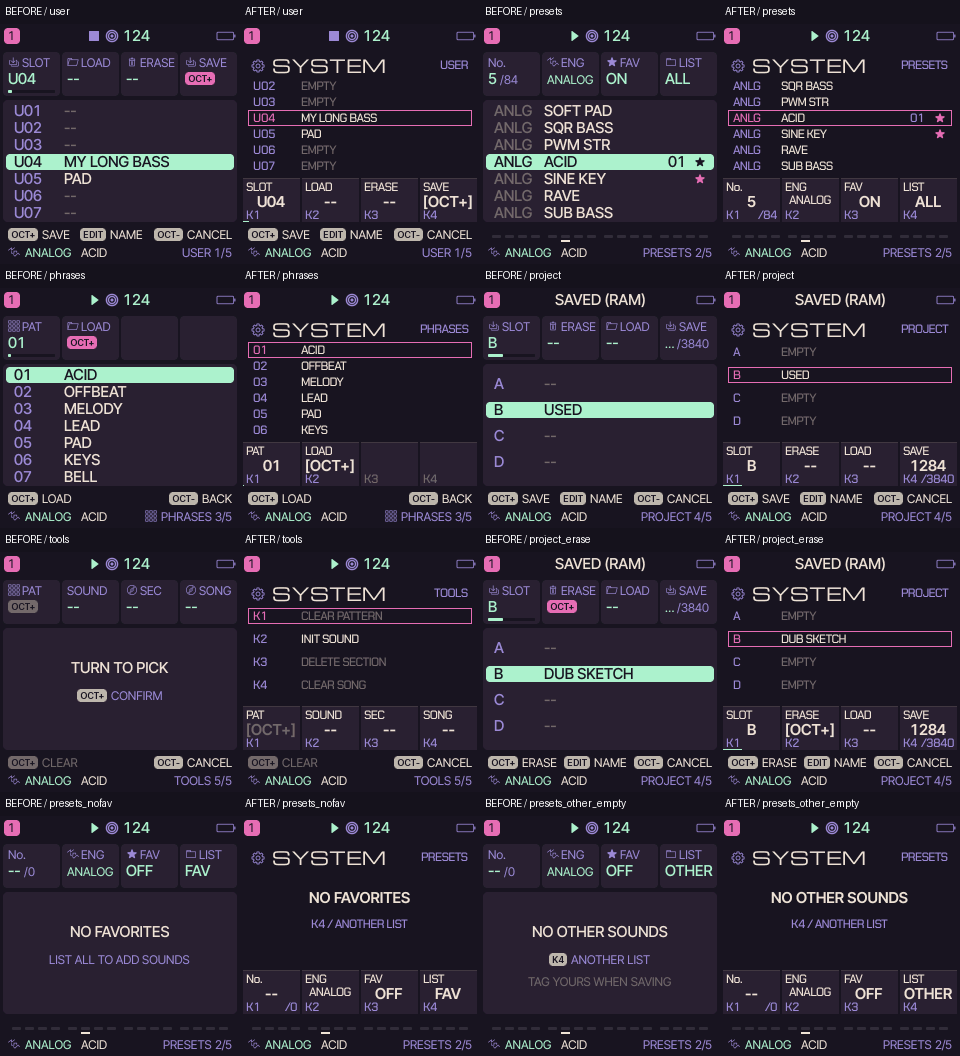 BEFORE / user
1 124
SLOT LOAD ERASE SAVE
U04 -- -- OCT+
U01 --
U02 --
U03 --
U04 MY LONG BASS
U05 PAD
U06 --
U07 --
OCT+ SAVE EDIT NAME OCT- CANCEL
ANALOG ACID USER 1/5
AFTER / user
1 124
SYSTEM USER
U02 EMPTY
U03 EMPTY
U04 MY LONG BASS
U05 PAD
U06 EMPTY
U07 EMPTY
SLOT LOAD ERASE SAVE
U04 -- -- [OCT+]
K1 K2 K3 K4
OCT+ SAVE EDIT NAME OCT- CANCEL
ANALOG ACID USER 1/5
BEFORE / presets
1 124
No. ENG FAV LIST
5 /84 ANALOG ON ALL
ANLG SOFT PAD
ANLG SQR BASS
ANLG PWM STR
ANLG ACID 01
ANLG SINE KEY
ANLG RAVE
ANLG SUB BASS
ANALOG ACID PRESETS 2/5
AFTER / presets
1 124
SYSTEM PRESETS
ANLG SQR BASS
ANLG PWM STR
ANLG ACID 01
ANLG SINE KEY
ANLG RAVE
ANLG SUB BASS
No. ENG FAV LIST
5 ANALOG ON ALL
K1 /84 K2 K3 K4
ANALOG ACID PRESETS 2/5
BEFORE / phrases
1 124
PAT LOAD
01 OCT+
01 ACID
02 OFFBEAT
03 MELODY
04 LEAD
05 PAD
06 KEYS
07 BELL
OCT+ LOAD OCT- BACK
ANALOG ACID PHRASES 3/5
AFTER / phrases
1 124
SYSTEM PHRASES
01 ACID
02 OFFBEAT
03 MELODY
04 LEAD
05 PAD
06 KEYS
PAT LOAD
01 [OCT+]
K1 K2 K3 K4
OCT+ LOAD OCT- BACK
ANALOG ACID PHRASES 3/5
BEFORE / project
1 SAVED (RAM)
SLOT ERASE LOAD SAVE
B -- -- ... /3840
A --
B USED
C --
D --
OCT+ SAVE EDIT NAME OCT- CANCEL
ANALOG ACID PROJECT 4/5
AFTER / project
1 SAVED (RAM)
SYSTEM PROJECT
A EMPTY
B USED
C EMPTY
D EMPTY
SLOT ERASE LOAD SAVE
B -- -- 1284
K1 K2 K3 K4 /3840
OCT+ SAVE EDIT NAME OCT- CANCEL
ANALOG ACID PROJECT 4/5
BEFORE / tools
1 124
PAT SOUND SEC SONG
OCT+ -- -- --
TURN TO PICK
OCT+ CONFIRM
OCT+ CLEAR OCT- CANCEL
ANALOG ACID TOOLS 5/5
AFTER / tools
1 124
SYSTEM TOOLS
K1 CLEAR PATTERN
K2 INIT SOUND
K3 DELETE SECTION
K4 CLEAR SONG
PAT SOUND SEC SONG
[OCT+] -- -- --
K1 K2 K3 K4
OCT+ CLEAR OCT- CANCEL
ANALOG ACID TOOLS 5/5
BEFORE / project_erase
1 SAVED (RAM)
SLOT ERASE LOAD SAVE
B OCT+ -- ... /3840
A --
B DUB SKETCH
C --
D --
OCT+ ERASE EDIT NAME OCT- CANCEL
ANALOG ACID PROJECT 4/5
AFTER / project_erase
1 SAVED (RAM)
SYSTEM PROJECT
A EMPTY
B DUB SKETCH
C EMPTY
D EMPTY
SLOT ERASE LOAD SAVE
B [OCT+] -- 1284
K1 K2 K3 K4 /3840
OCT+ ERASE EDIT NAME OCT- CANCEL
ANALOG ACID PROJECT 4/5
BEFORE / presets_nofav
1 124
No. ENG FAV LIST
-- /0 ANALOG OFF FAV
NO FAVORITES
LIST ALL TO ADD SOUNDS
ANALOG ACID PRESETS 2/5
AFTER / presets_nofav
1 124
SYSTEM PRESETS
NO FAVORITES
K4 / ANOTHER LIST
No. ENG FAV LIST
-- ANALOG OFF FAV
K1 /0 K2 K3 K4
ANALOG ACID PRESETS 2/5
BEFORE / presets_other_empty
1 124
No. ENG FAV LIST
-- /0 ANALOG OFF OTHER
NO OTHER SOUNDS
K4 ANOTHER LIST
TAG YOURS WHEN SAVING
ANALOG ACID PRESETS 2/5
AFTER / presets_other_empty
1 124
SYSTEM PRESETS
NO OTHER SOUNDS
K4 / ANOTHER LIST
No. ENG FAV LIST
-- ANALOG OFF OTHER
K1 /0 K2 K3 K4
ANALOG ACID PRESETS 2/5